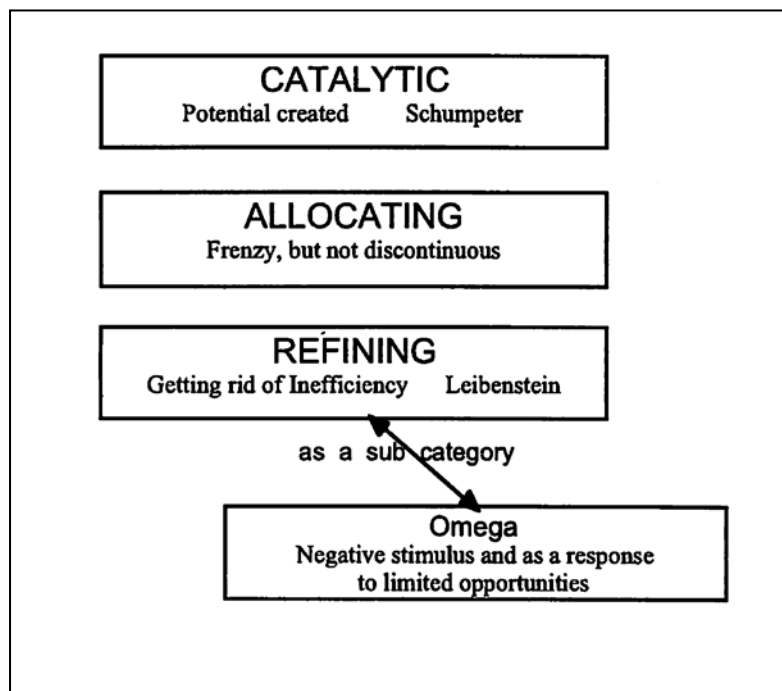 CATALYTIC
Potential created Schumpeter
ALLOCATING
Frenzy, but not discontinuous
REFINING
Getting rid of Inefficiency Leibenstein
as a sub category
Omega
Negative stimulus and as a response
to limited opportunities